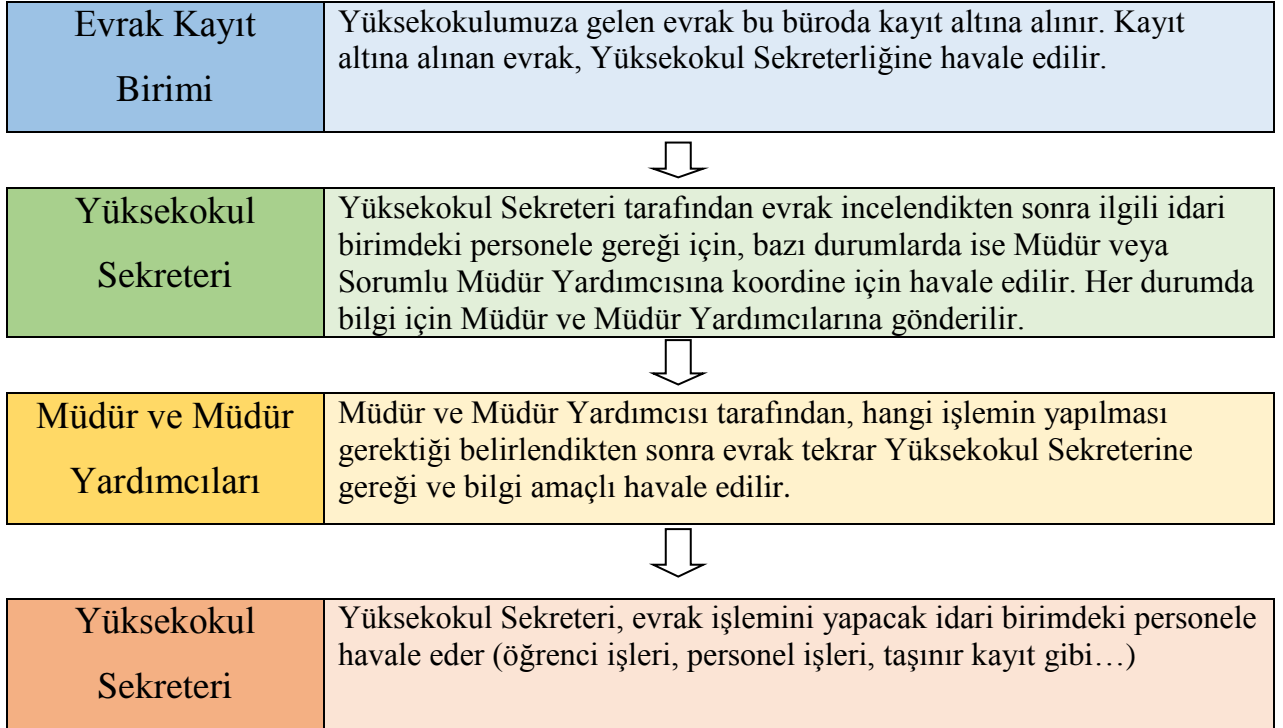 Evrak Kayıt
Birimi
Yüksekokulumuza gelen evrak bu büroda kayıt altına alınır. Kayıt
altına alınan evrak, Yüksekokul Sekreterliğine havale edilir.
Yüksekokul
Sekreteri
Yüksekokul Sekreteri tarafından evrak incelendikten sonra ilgili idari
birimdeki personele gereği için, bazı durumlarda ise Müdür veya
Sorumlu Müdür Yardımcısına koordine için havale edilir. Her durumda
bilgi için Müdür ve Müdür Yardımcılarına gönderilir.
Müdür ve Müdür
Yardımcıları
Müdür ve Müdür Yardımcısı tarafından, hangi işlemin yapılması
gerektiği belirlendikten sonra evrak tekrar Yüksekokul Sekreterine
gereği ve bilgi amaçlı havale edilir.
Yüksekokul
Sekreteri
Yüksekokul Sekreteri, evrak işlemini yapacak idari birimdeki personele
havale eder (öğrenci işleri, personel işleri, taşınır kayıt gibi…)